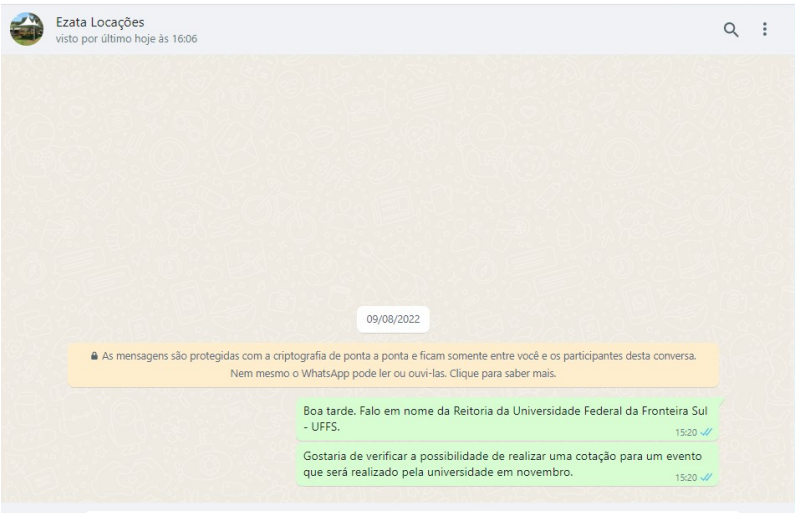 Ezata Locações
visto por último hoje às 16:06
09/08/2022
As mensagens são protegidas com a criptografia de ponta a ponta e ficam somente entre você e os participantes desta conversa.
Nem mesmo o WhatsApp pode ler ou ouvi-las. Clique para saber mais.
Boa tarde. Falo em nome da Reitoria da Universidade Federal da Fronteira Sul
- UFFS.
15:20
Gostaria de verificar a possibilidade de realizar uma cotação para um evento
que será realizado pela universidade em novembro.
15:20